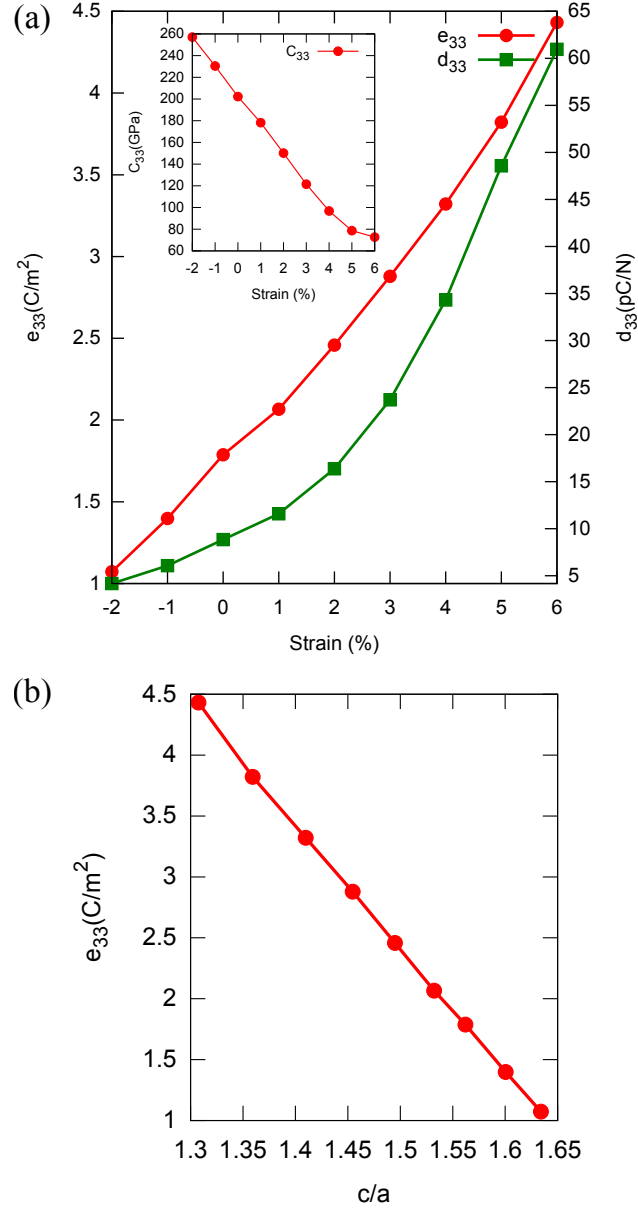 (a)
4.5
4
3.5
3
2.5
2
1.5
1
e33(C/m2)
65
60
55
50
45
40
35
30
25
20
15
10
5
d33(pC/N)
e33
d33
260
240
220
200
180
160
140
120
100
80
60
C33(GPa)
C33
-2 -1 0 1 2 3 4 5 6
Strain (%)
-2 -1 0 1 2 3 4 5 6
Strain (%)
(b)
4.5
4
3.5
3
2.5
2
1.5
1
e33(C/m2)
1.3 1.35 1.4 1.45 1.5 1.55 1.6 1.65
c/a